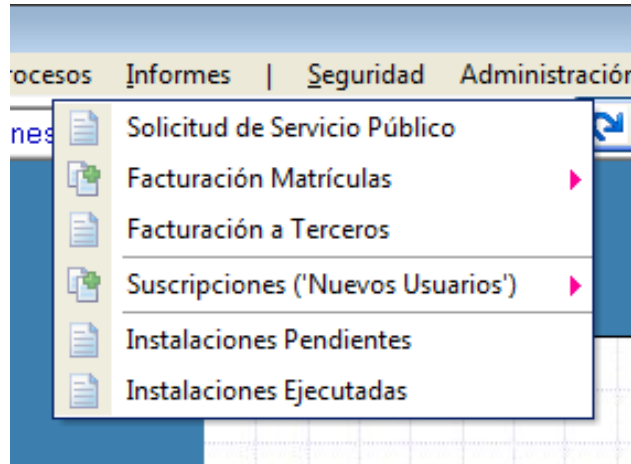 rocesos Informes | Seguridad Administración
nes
Solicitud de Servicio Público
Facturación Matrículas
Facturación a Terceros
Suscripciones ('Nuevos Usuarios')
Instalaciones Pendientes
Instalaciones Ejecutadas